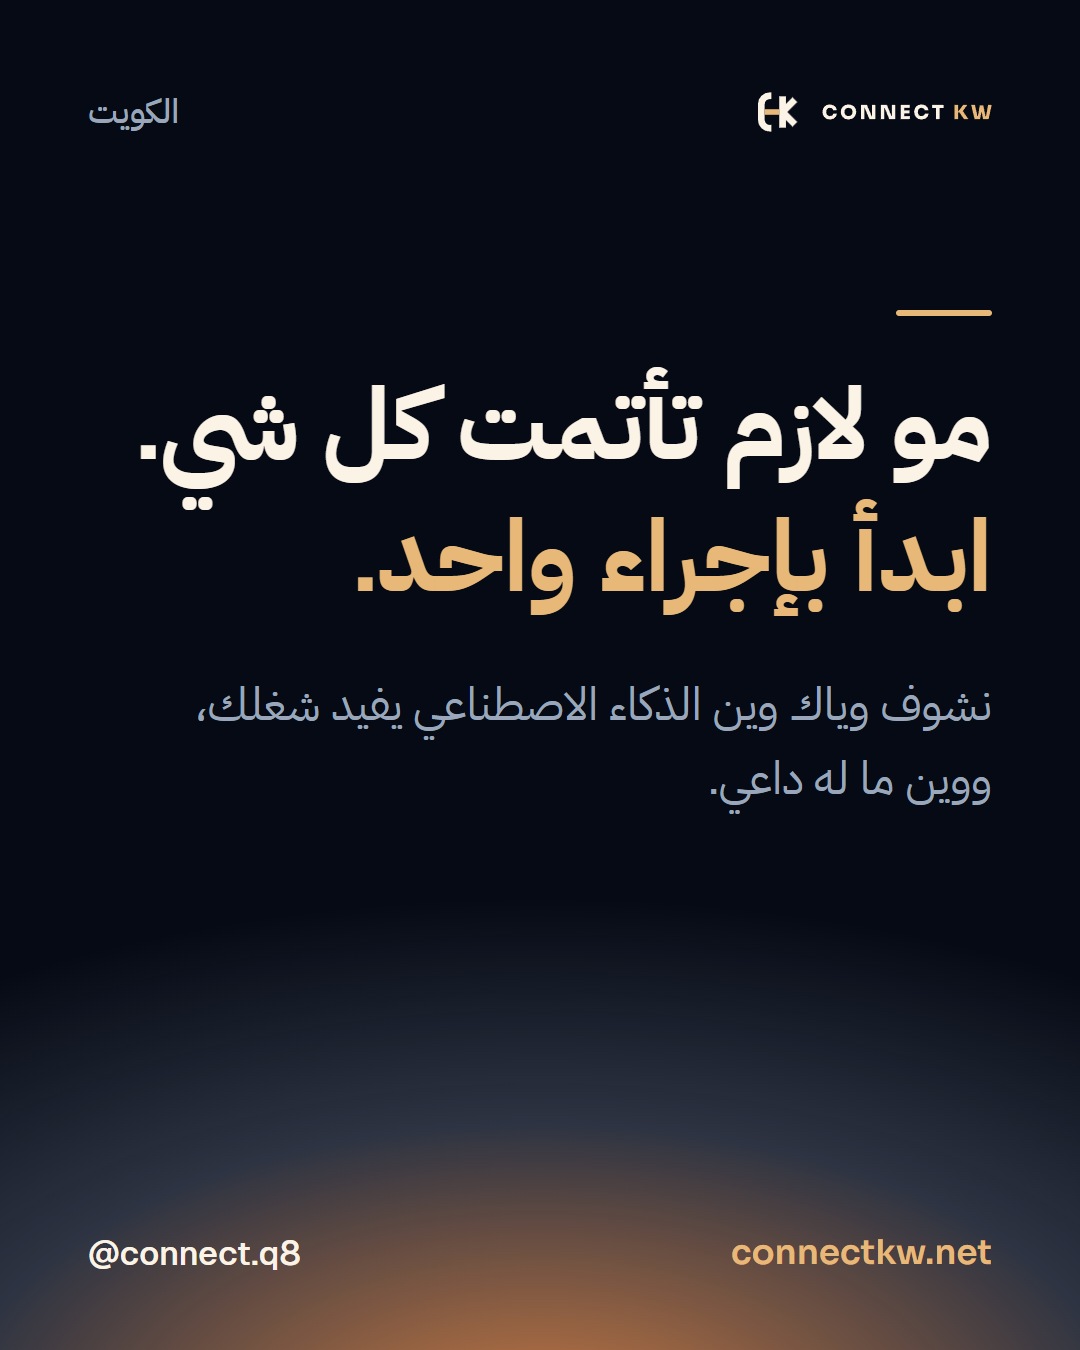 CONNECT KW
الكويت
مو لازم تأتمت كل شي.
ابدأ بإجراء واحد.
نشوف وياك وين الذكاء الاصطناعي يفيد شغلك،
ووين ما له داعي.
connectkw.net
@connect.q8